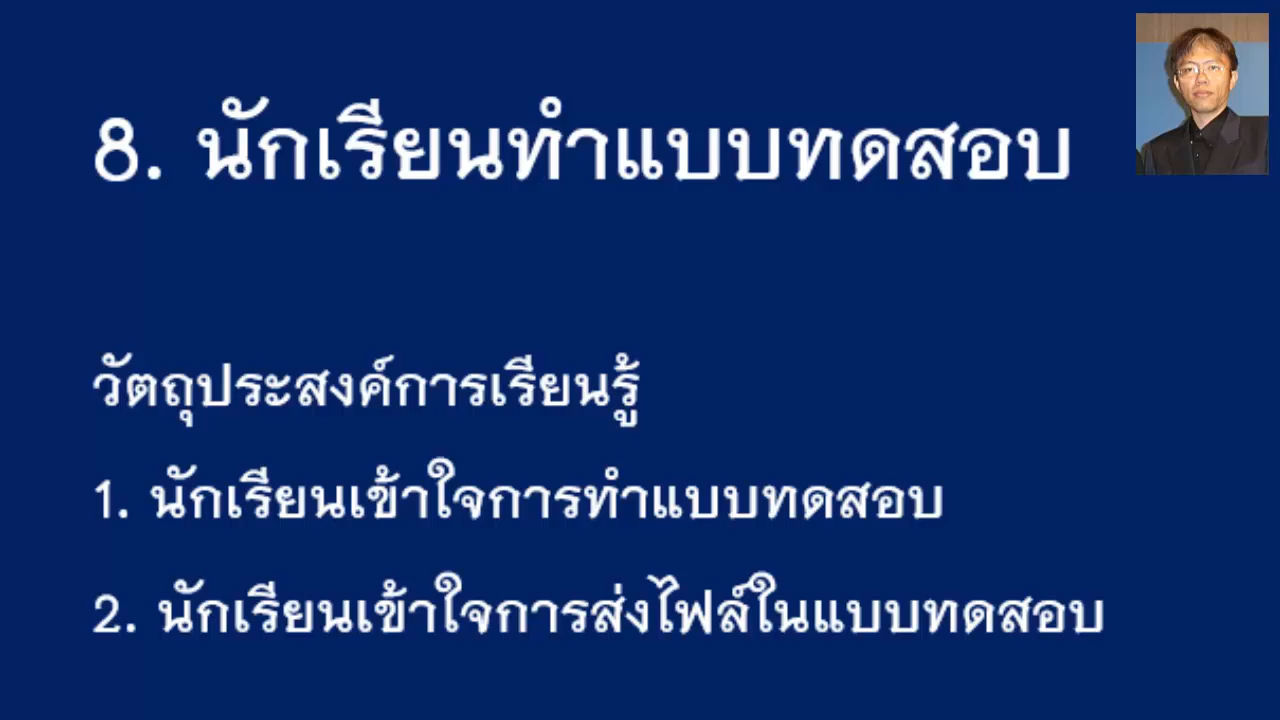 8. นักเรียนทำแบบทดสอบ
วัตถุประสงค์การเรียนรู้
1. นักเรียนเข้าใจการทำแบบทดสอบ
2. นักเรียนเข้าใจการส่งไฟล์ในแบบทดสอบ